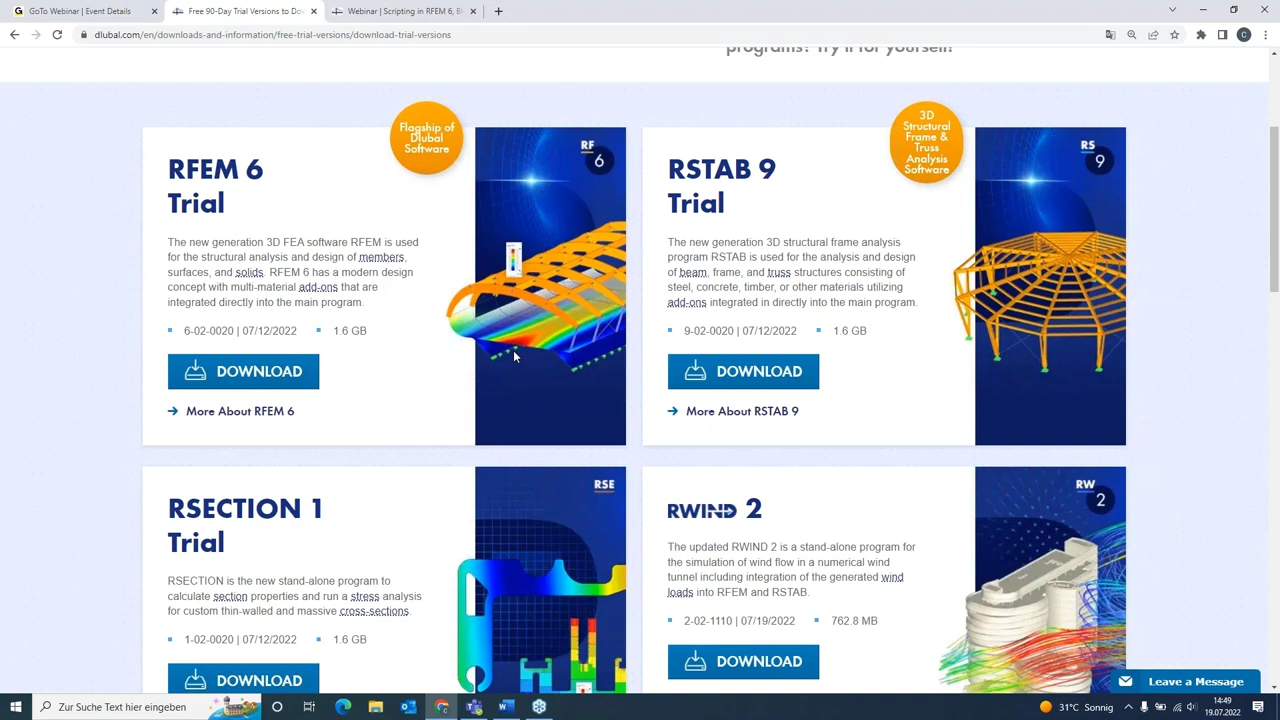 GoTo Webinar | Event Details
Rfee 90-Day Trial Versions to Do
Webinar | Scripting in RFEM 6, Bl
dlubal.com/en/downloads-and-information/free-trial-versions/download-trial-versions
C
programs? Try it for yourself!
Flagship of
Dlubal
Software
RFEM 6
Trial
The new generation 3D FEA software RFEM is used
for the structural analysis and design of members,
surfaces, and solids. RFEM 6 has a modern design
concept with multi-material add-ons that are
integrated directly into the main program.
6-02-0020 | 07/12/2022 1.6 GB
DOWNLOAD
More About RFEM 6
RF
6
3D
Structural
Frame &
Truss
Analysis
Software
RSTAB 9
Trial
The new generation 3D structural frame analysis
program RSTAB is used for the analysis and design
of beam, frame, and truss structures consisting of
steel, concrete, timber, or other materials utilizing
add-ons integrated in directly into the main program.
9-02-0020 | 07/12/2022 1.6 GB
DOWNLOAD
More About RSTAB 9
RS
9
RSECTION 1
Trial
RSECTION is the new stand-alone program to
calculate section properties and run a stress analysis
for custom thin-walled and massive cross-sections.
1-02-0020 | 07/12/2022 1.6 GB
DOWNLOAD
RSE
RWIND 2
The updated RWIND 2 is a stand-alone program for
the simulation of wind flow in a numerical wind
tunnel including integration of the generated wind
loads into RFEM and RSTAB.
2-02-1110 | 07/19/2022 762.8 MB
DOWNLOAD
RW
2
Leave a Message
Zur Suche Text hier eingeben
31°C Sonnig
14:49
19.07.2022